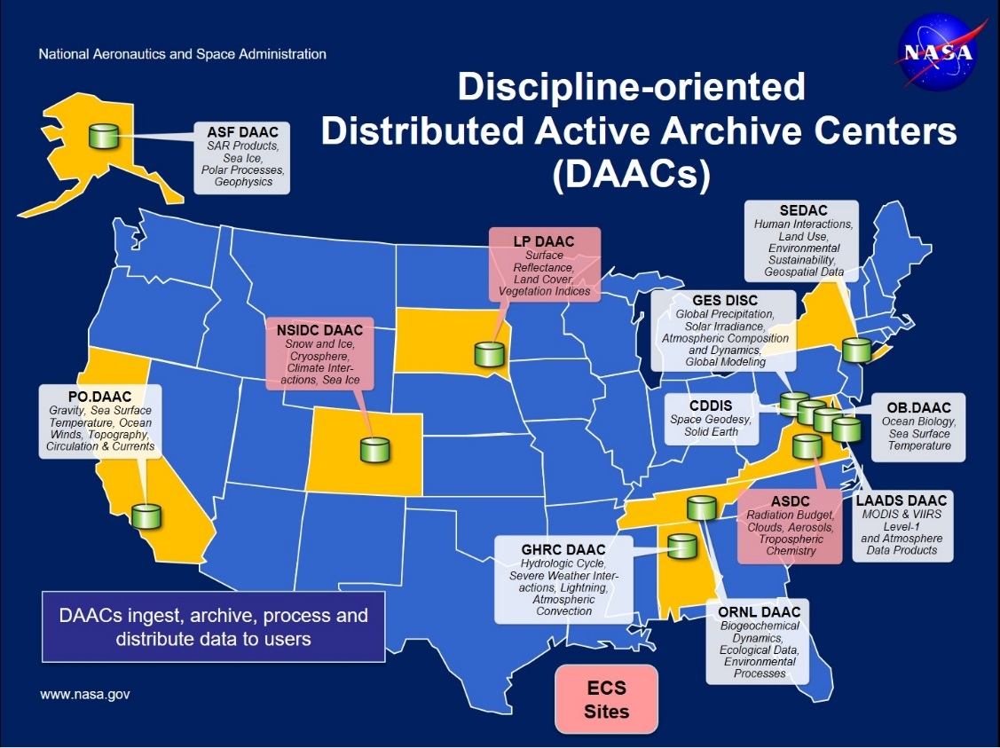 National Aeronautics and Space Administration
NASA
Discipline-oriented
Distributed Active Archive Centers
(DAACs)
ASF DAAC
SAR Products,
Sea Ice,
Polar Processes,
Geophysics
SEDAC
Human Interactions,
Land Use,
Environmental
Sustainability,
Geospatial Data
LP DAAC
Surface
Reflectance,
Land Cover,
Vegetation Indices
GES DISC
Global Precipitation,
Solar Irradiance,
Atmospheric Composition
and Dynamics,
Global Modeling
NSIDC DAAC
Snow and Ice,
Cryosphere,
Climate Inter-
actions, Sea Ice
PO.DAAC
Gravity, Sea Surface
Temperature, Ocean
Winds, Topography,
Circulation & Currents
CDDIS
Space Geodesy,
Solid Earth
OB.DAAC
Ocean Biology,
Sea Surface
Temperature
ASDC
Radiation Budget,
Clouds, Aerosols,
Tropospheric
Chemistry
LAADS DAAC
MODIS & VIIRS
Level-1
and Atmosphere
Data Products
GHRC DAAC
Hydrologic Cycle,
Severe Weather Inter-
actions, Lightning,
Atmospheric
Convection
ORNL DAAC
Biogeochemical
Dynamics,
Ecological Data,
Environmental
Processes
DAACs ingest, archive, process and
distribute data to users
ECS
Sites
www.nasa.gov